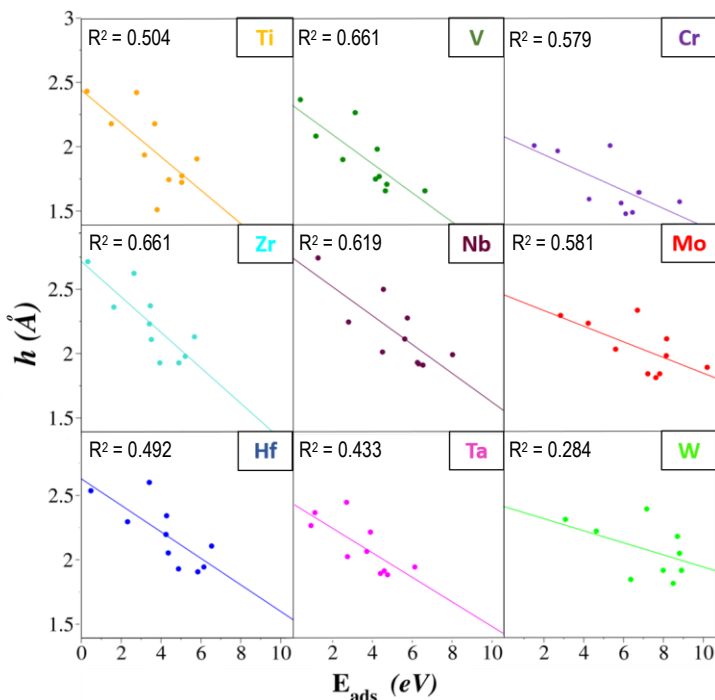 R² = 0.504 Ti R² = 0.661 V R² = 0.579 Cr
3
2.5
2
1.5
R² = 0.661 Zr R² = 0.619 Nb R² = 0.581 Mo
2.5
2
1.5
R² = 0.492 Hf R² = 0.433 Ta R² = 0.284 W
2.5
2
1.5
h (Å)
0 2 4 6 8 0 2 4 6 8 10 0 2 4 6 8 10
E_ads (eV)